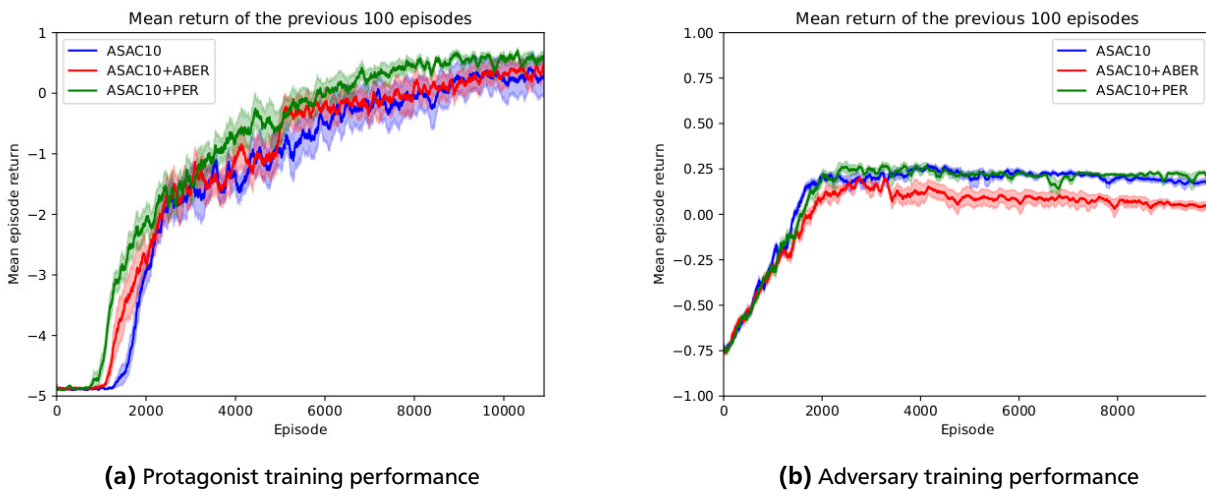 Mean return of the previous 100 episodes
1
0
−1
−2
−3
−4
−5
Mean episode return
ASAC10
ASAC10+ABER
ASAC10+PER
0 2000 4000 6000 8000 10000
Episode
(a) Protagonist training performance
Mean return of the previous 100 episodes
1.00
0.75
0.50
0.25
0.00
−0.25
−0.50
−0.75
−1.00
Mean episode return
ASAC10
ASAC10+ABER
ASAC10+PER
0 2000 4000 6000 8000
Episode
(b) Adversary training performance